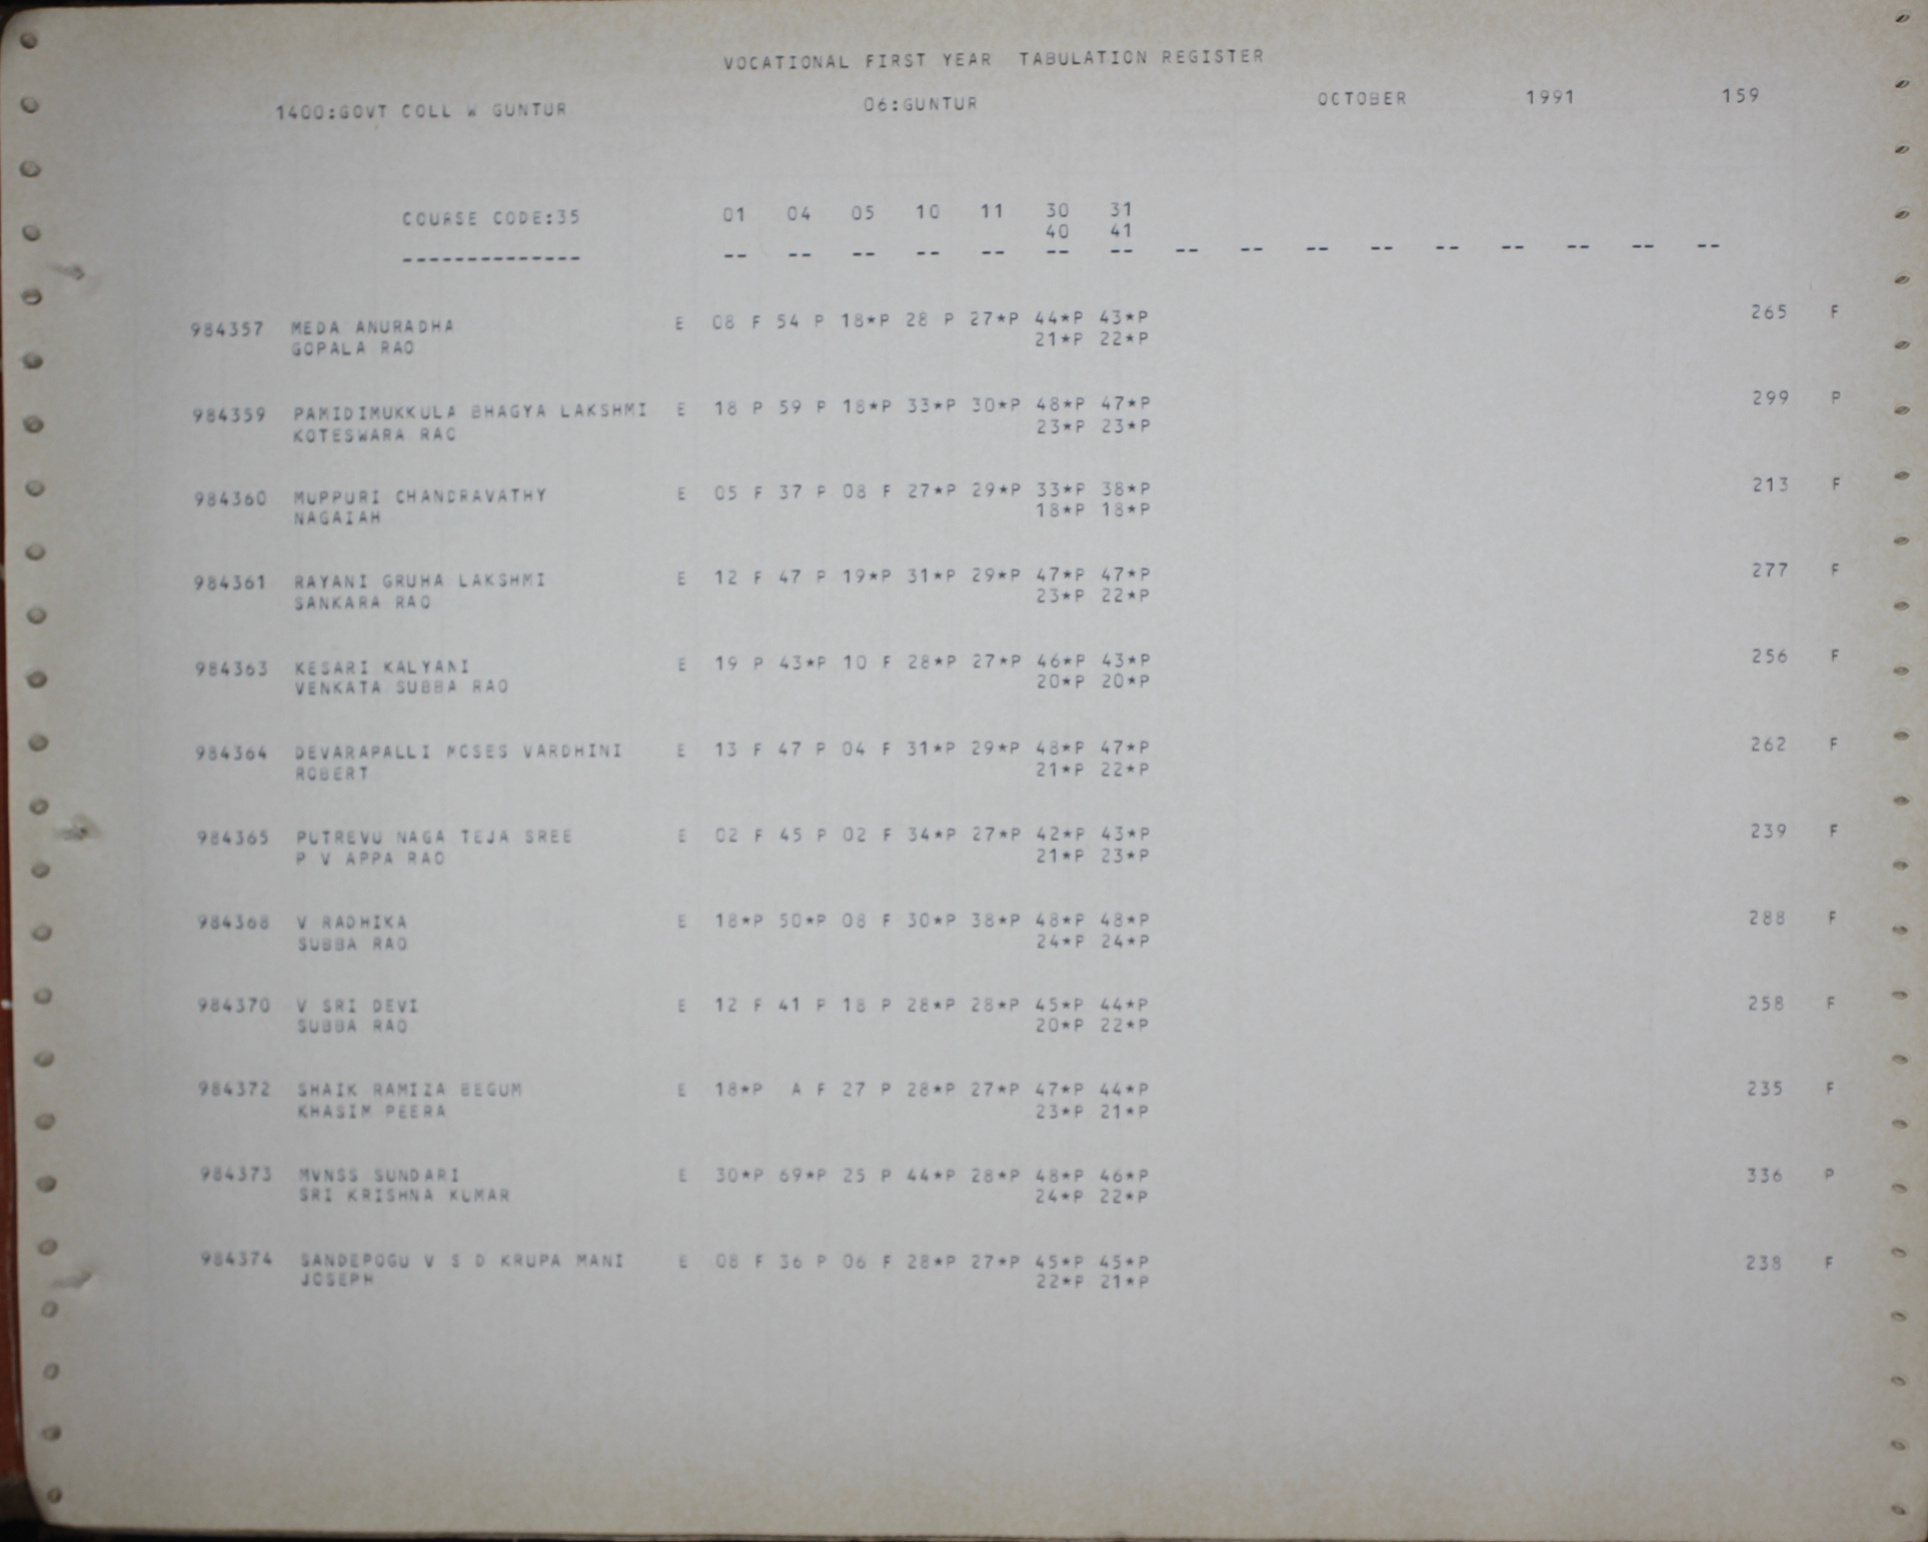 VOCATIONAL FIRST YEAR TABULATION REGISTER
1400:GOVT COLL W GUNTUR 06:GUNTUR OCTOBER 1991 159
COURSE CODE:35 01 04 05 10 11 30 31
40 41
-------------- -- -- -- -- -- -- -- -- -- -- -- -- -- -- -- --
984357 MEDA ANURADHA E 08 F 54 P 18*P 28 P 27*P 44*P 43*P 265 F
GOPALA RAO 21*P 22*P
984359 PAMIDIMUKKULA BHAGYA LAKSHMI E 18 P 59 P 18*P 33*P 30*P 48*P 47*P 299 P
KOTESWARA RAO 23*P 23*P
984360 MUPPURI CHANDRAVATHY E 05 F 37 P 08 F 27*P 29*P 33*P 38*P 213 F
NAGAIAH 18*P 18*P
984361 RAYANI GRUHA LAKSHMI E 12 F 47 P 19*P 31*P 29*P 47*P 47*P 277 F
SANKARA RAO 23*P 22*P
984363 KESARI KALYANI E 19 P 43*P 10 F 28*P 27*P 46*P 43*P 256 F
VENKATA SUBBA RAO 20*P 20*P
984364 DEVARAPALLI MOSES VARDHINI E 13 F 47 P 04 F 31*P 29*P 48*P 47*P 262 F
ROBERT 21*P 22*P
984365 PUTREVU NAGA TEJA SREE E 02 F 45 P 02 F 34*P 27*P 42*P 43*P 239 F
P V APPA RAO 21*P 23*P
984368 V RADHIKA E 18*P 50*P 08 F 30*P 38*P 48*P 48*P 288 F
SUBBA RAO 24*P 24*P
984370 V SRI DEVI E 12 F 41 P 18 P 28*P 28*P 45*P 44*P 258 F
SUBBA RAO 20*P 22*P
984372 SHAIK RAMIZA BEGUM E 18*P A F 27 P 28*P 27*P 47*P 44*P 235 F
KHASIM PEERA 23*P 21*P
984373 MVNSS SUNDARI E 30*P 69*P 25 P 44*P 28*P 48*P 46*P 336 P
SRI KRISHNA KUMAR 24*P 22*P
984374 SANDEPOGU V S D KRUPA MANI E 08 F 36 P 06 F 28*P 27*P 45*P 45*P 238 F
JOSEPH 22*P 21*P